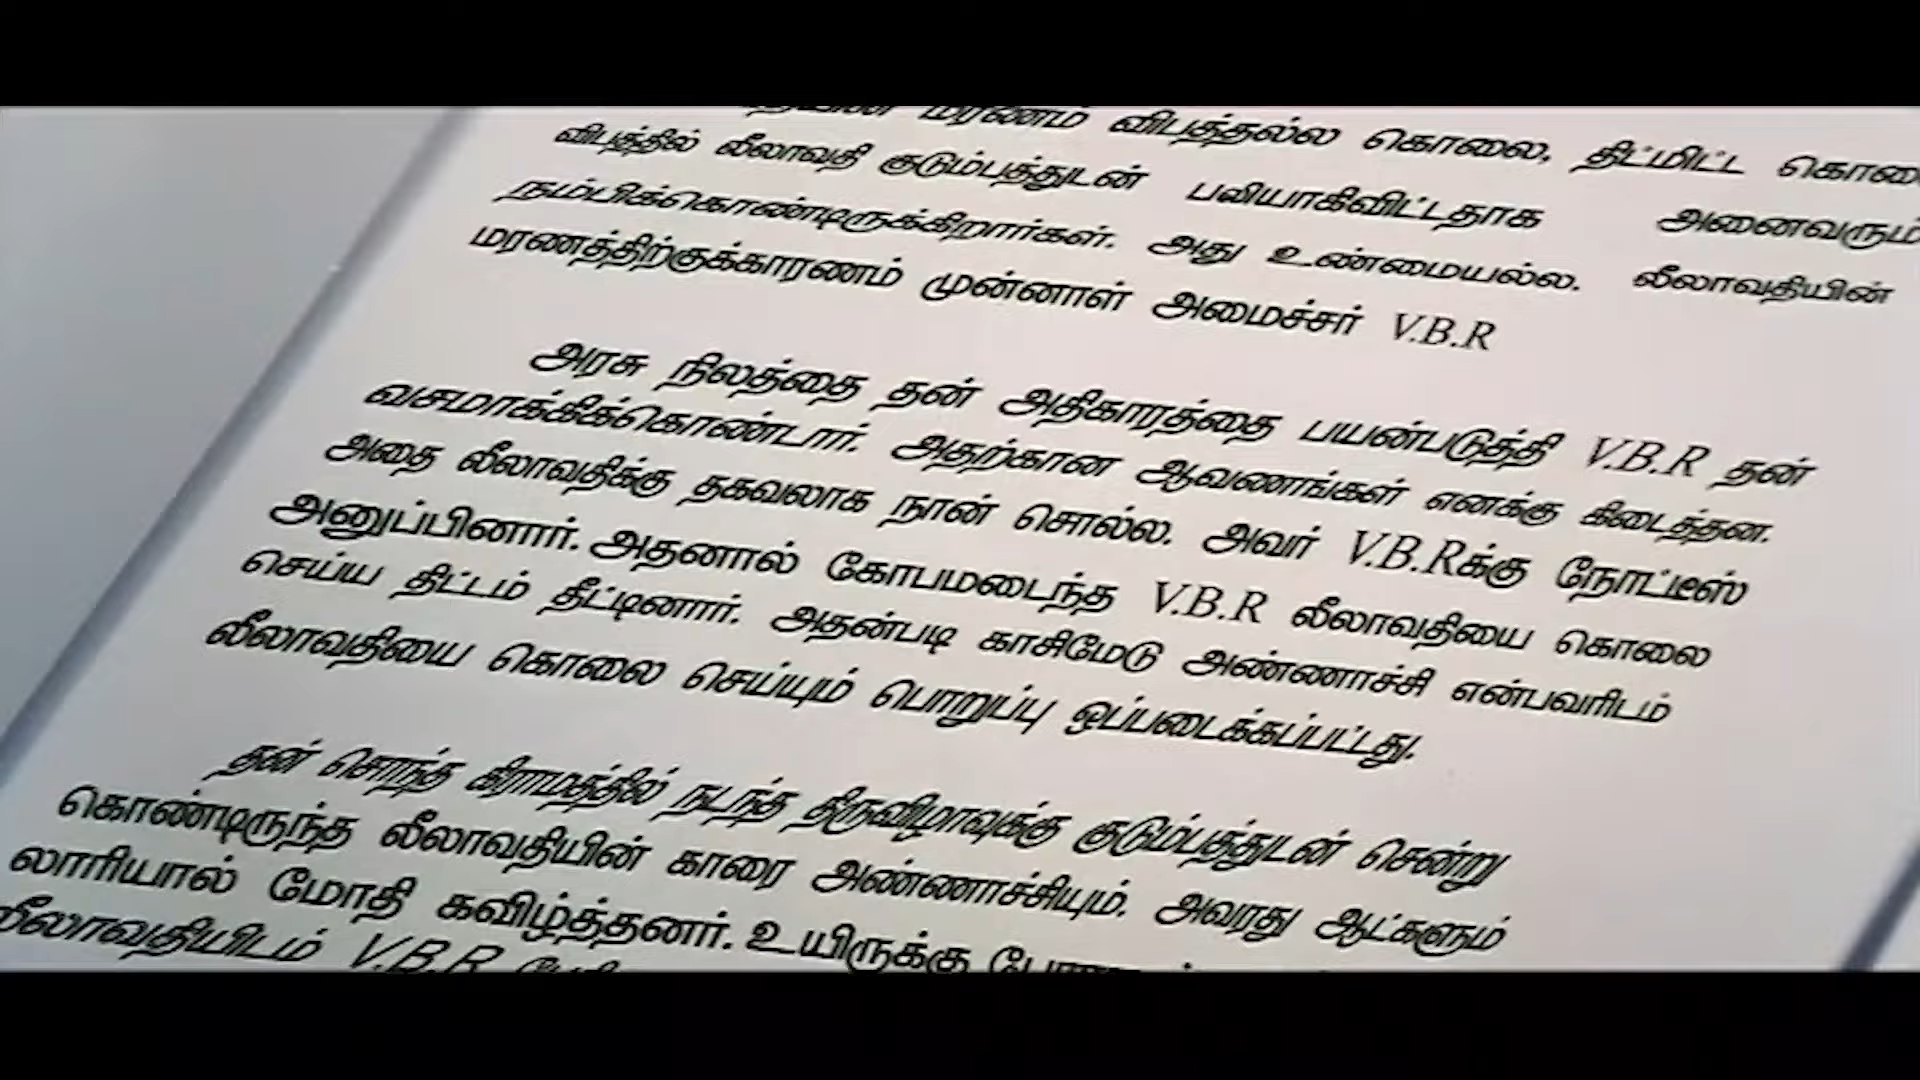 மரணம் விபத்தல்ல கொலை, திட்மிட்ட
விபத்தில் லீலாவதி குடும்பத்துடன் பலியாகிவிட்டதாக அனைவரும்
நம்பிக்கொண்டிருக்கிறார்கள். அது உண்மையல்ல. லீலாவதியின்
மரணத்திற்குக்காரணம் முன்னாள் அமைச்சர் V.B.R
அரசு நிலத்தை தன் அதிகாரத்தை பயன்படுத்தி V.B.R தன்
வசமாக்கிக்கொண்டார். அதற்கான ஆவணங்கள் எனக்கு கிடைத்தன.
அதை லீலாவதிக்கு தகவலாக நான் சொல்ல. அவர் V.B.Rக்கு நோட்டீஸ்
அனுப்பினார். அதனால் கோபமடைந்த V.B.R லீலாவதியை கொலை
செய்ய திட்டம் தீட்டினார். அதன்படி காசிமேடு அண்ணாச்சி என்பவரிடம்
லீலாவதியை கொலை செய்யும் பொறுப்பு ஒப்படைக்கப்பட்டது.
தன் சொந்த கிராமத்தில் நடந்த திருவிழாவுக்கு குடும்பத்துடன் சென்று
கொண்டிருந்த லீலாவதியின் காரை அண்ணாச்சியும். அவரது ஆட்களும்
லாரியால் மோதி கவிழ்த்தனர். உயிருக்கு
லீலாவதியிடம் V.B.R